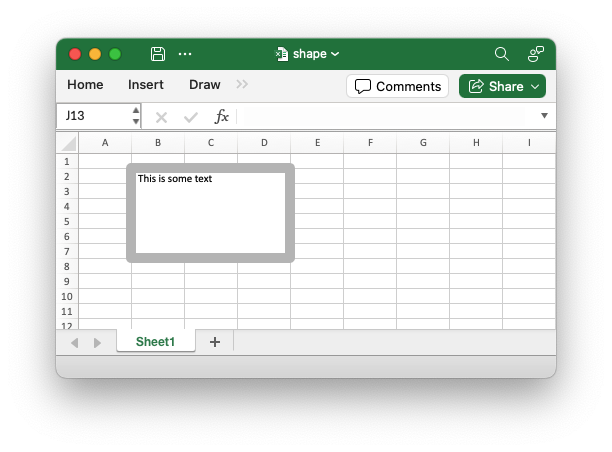 shape
Home Insert Draw Comments Share
J13 fx
A B C D E F G H I
1
2 This is some text
3
4
5
6
7
8
9
10
11
12
Sheet1